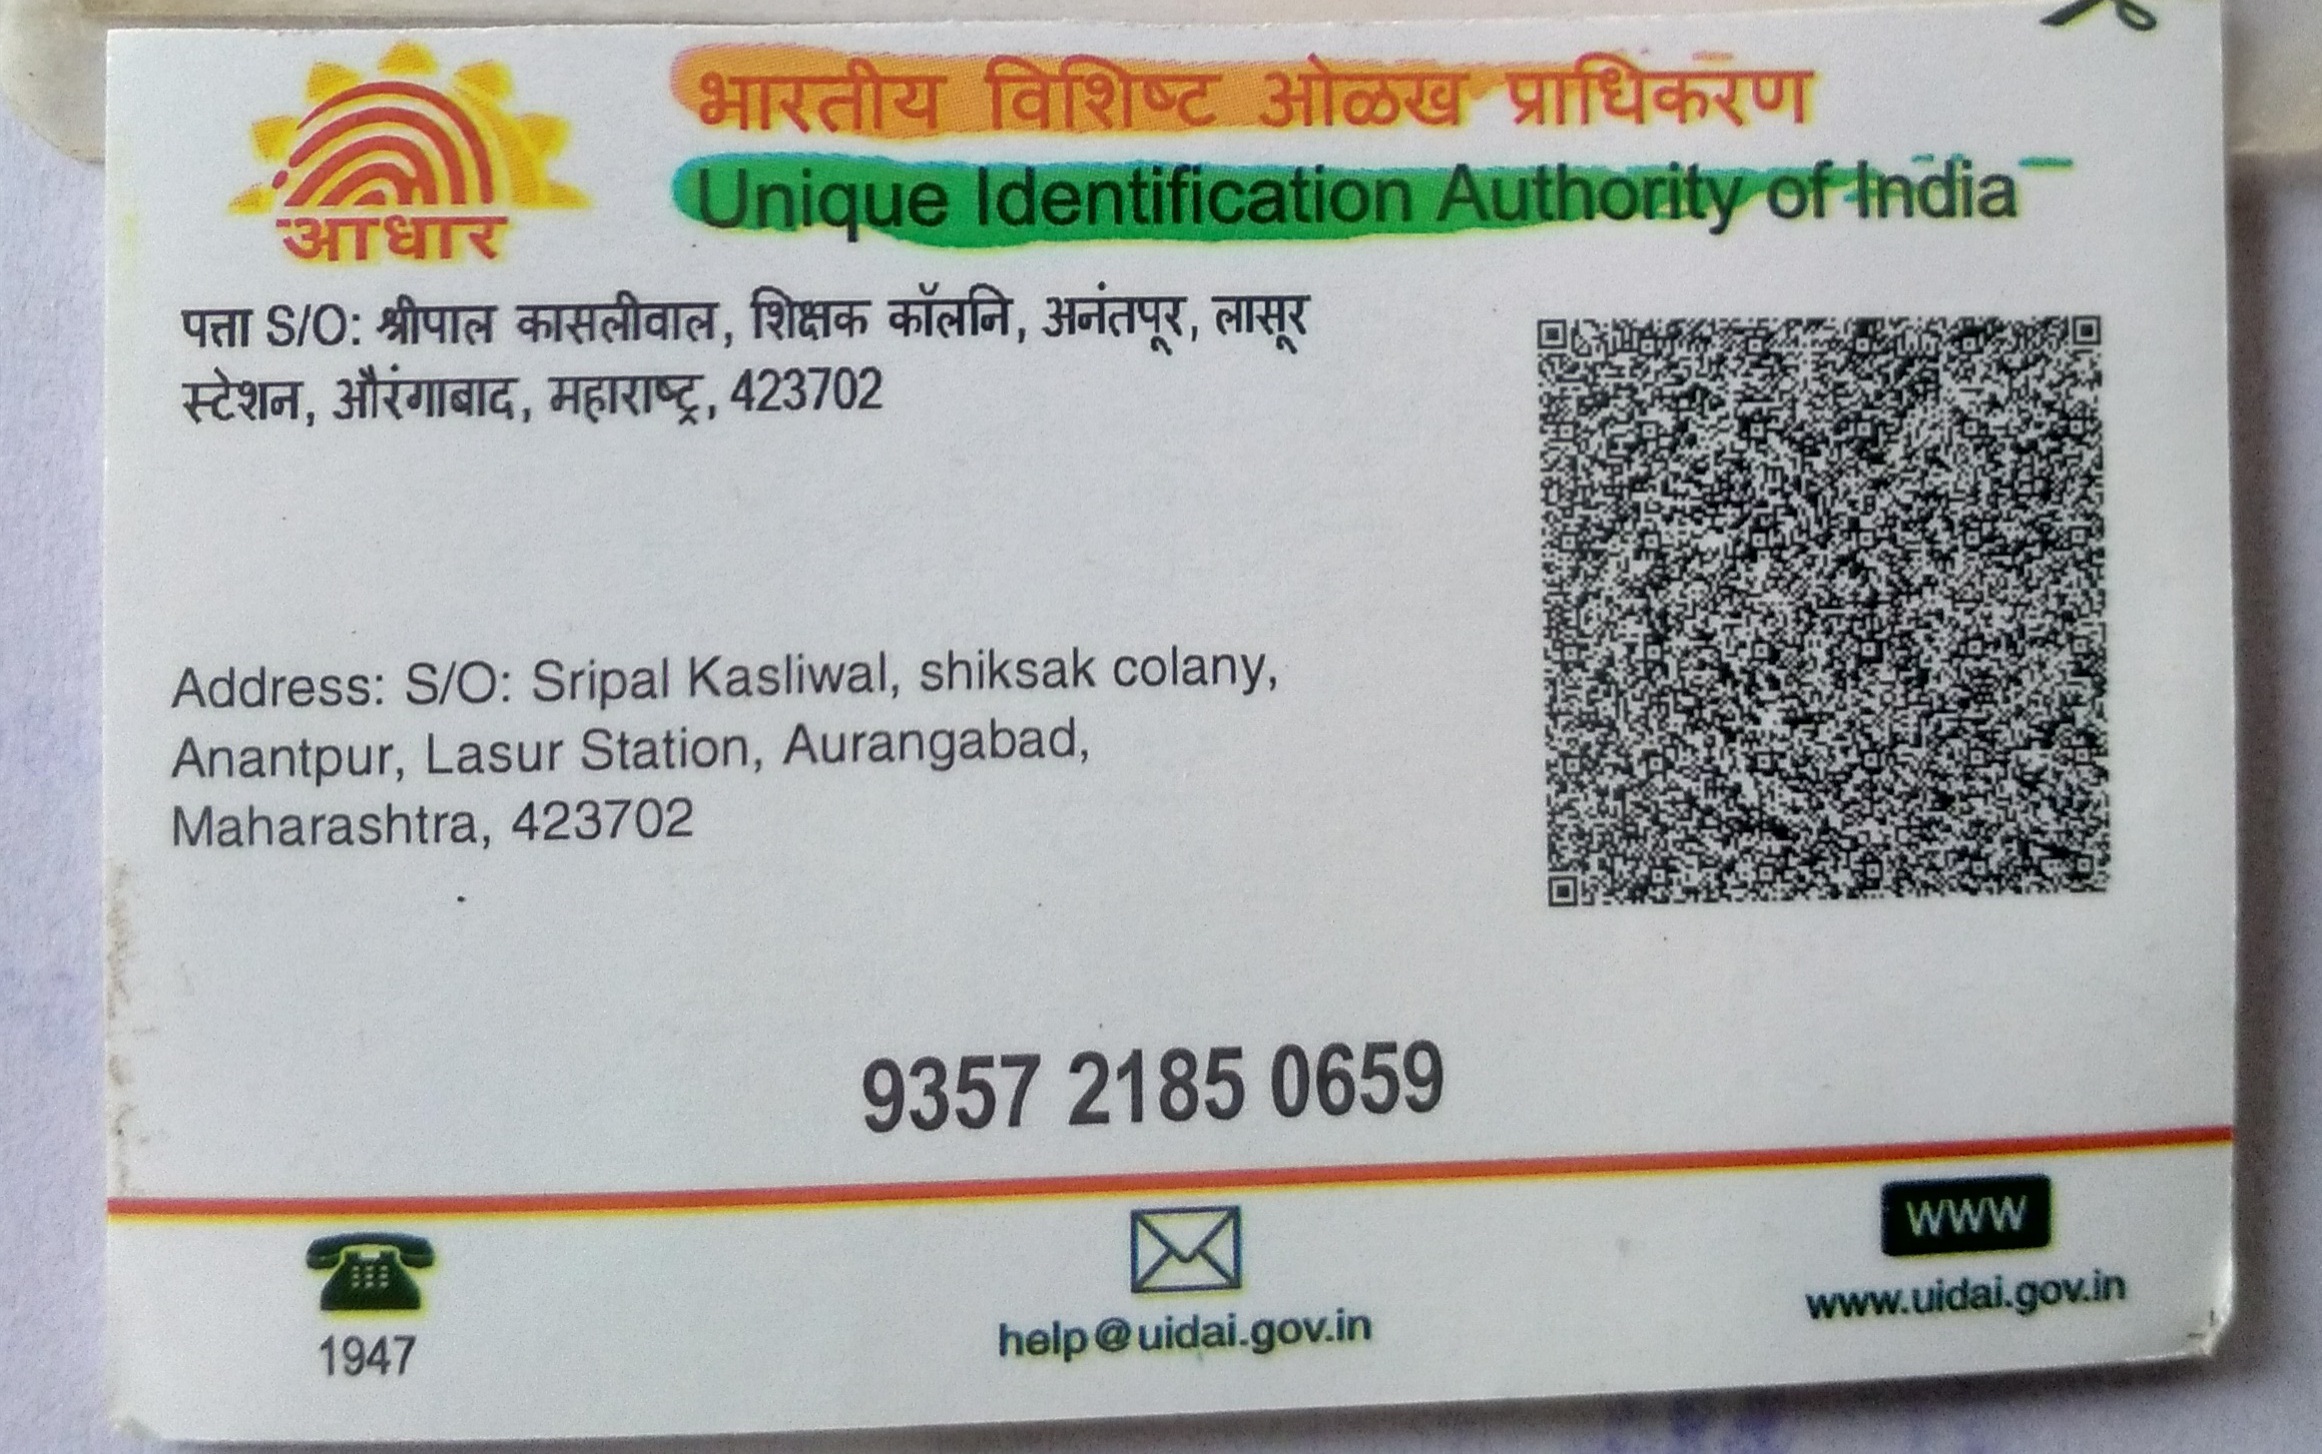 आधार
भारतीय विशिष्ट ओळख प्राधिकरण
Unique Identification Authority of India
पत्ता S/O: श्रीपाल कासलीवाल, शिक्षक कॉलनि, अनंतपूर, लासूर
स्टेशन, औरंगाबाद, महाराष्ट्र, 423702
Address: S/O: Sripal Kasliwal, shiksak colany,
Anantpur, Lasur Station, Aurangabad,
Maharashtra, 423702
9357 2185 0659
WWW
1947
help@uidai.gov.in
www.uidai.gov.in